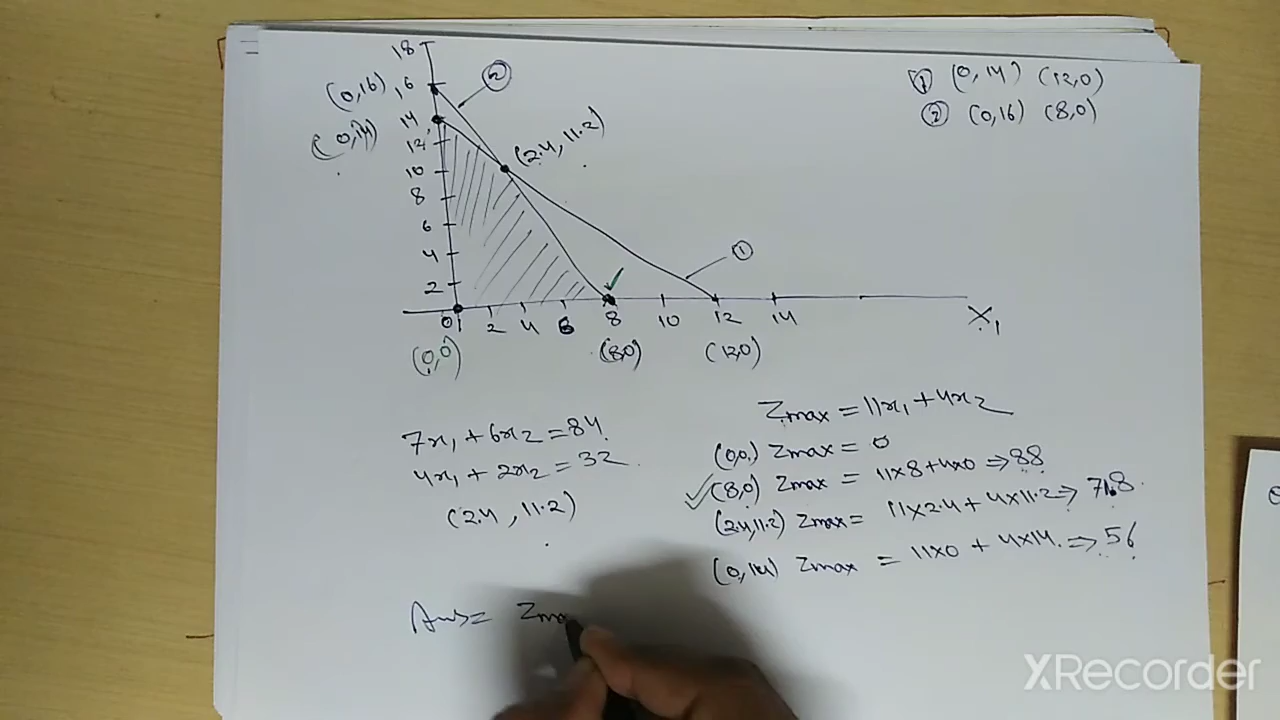 ① (0,14) (12,0)
② (0,16) (8,0)
18
(0,16) ,6 ②
(0,14) 14
12
(2.4, 11.2)
10
8
6
4
①
2
0 1 2 4 6 8 10 12 14 X1
(0,0) (8,0) (12,0)
7x1 + 6x2 = 84
4x1 + 2x2 = 32
(2.4, 11.2)
Zmax = 11x1 + 4x2
(0,0) Zmax = 0
✓ (8,0) Zmax = 11×8+4×0 ⇒ 88
(2.4,11.2) Zmax = 11×2.4 + 4×11.2 ⇒ 71.8
(0,14) Zmax = 11×0 + 4×14. ⇒ 56
Ans = Zma
XRecorder